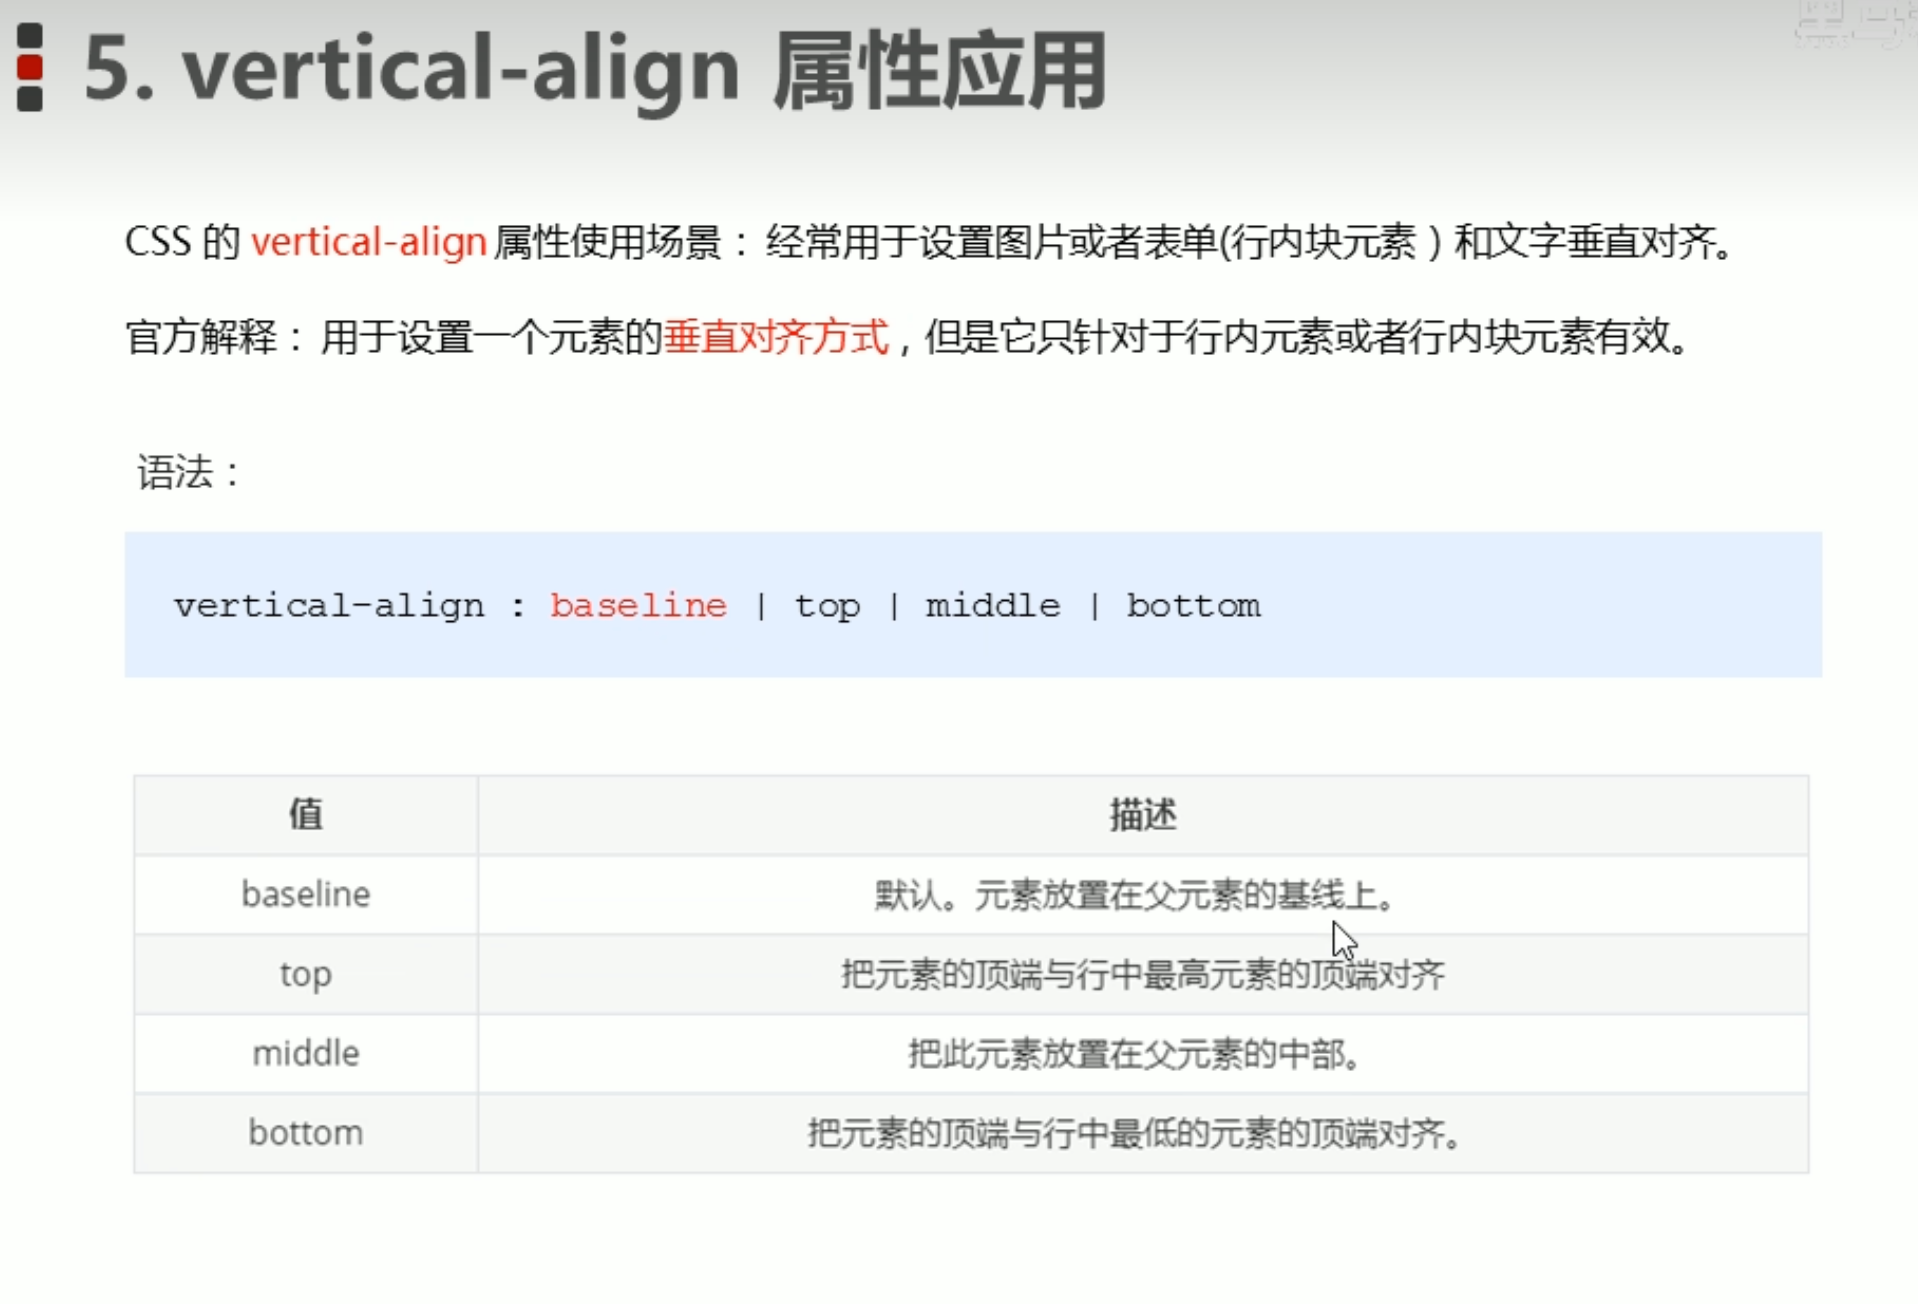 5. vertical-align 属性应用
CSS 的 vertical-align 属性使用场景： 经常用于设置图片或者表单(行内块元素 ) 和文字垂直对齐。
官方解释： 用于设置一个元素的垂直对齐方式，但是它只针对于行内元素或者行内块元素有效。
语法：
vertical-align : baseline | top | middle | bottom
值 描述
baseline 默认。元素放置在父元素的基线上。
top 把元素的顶端与行中最高元素的顶端对齐
middle 把此元素放置在父元素的中部。
bottom 把元素的顶端与行中最低的元素的顶端对齐。